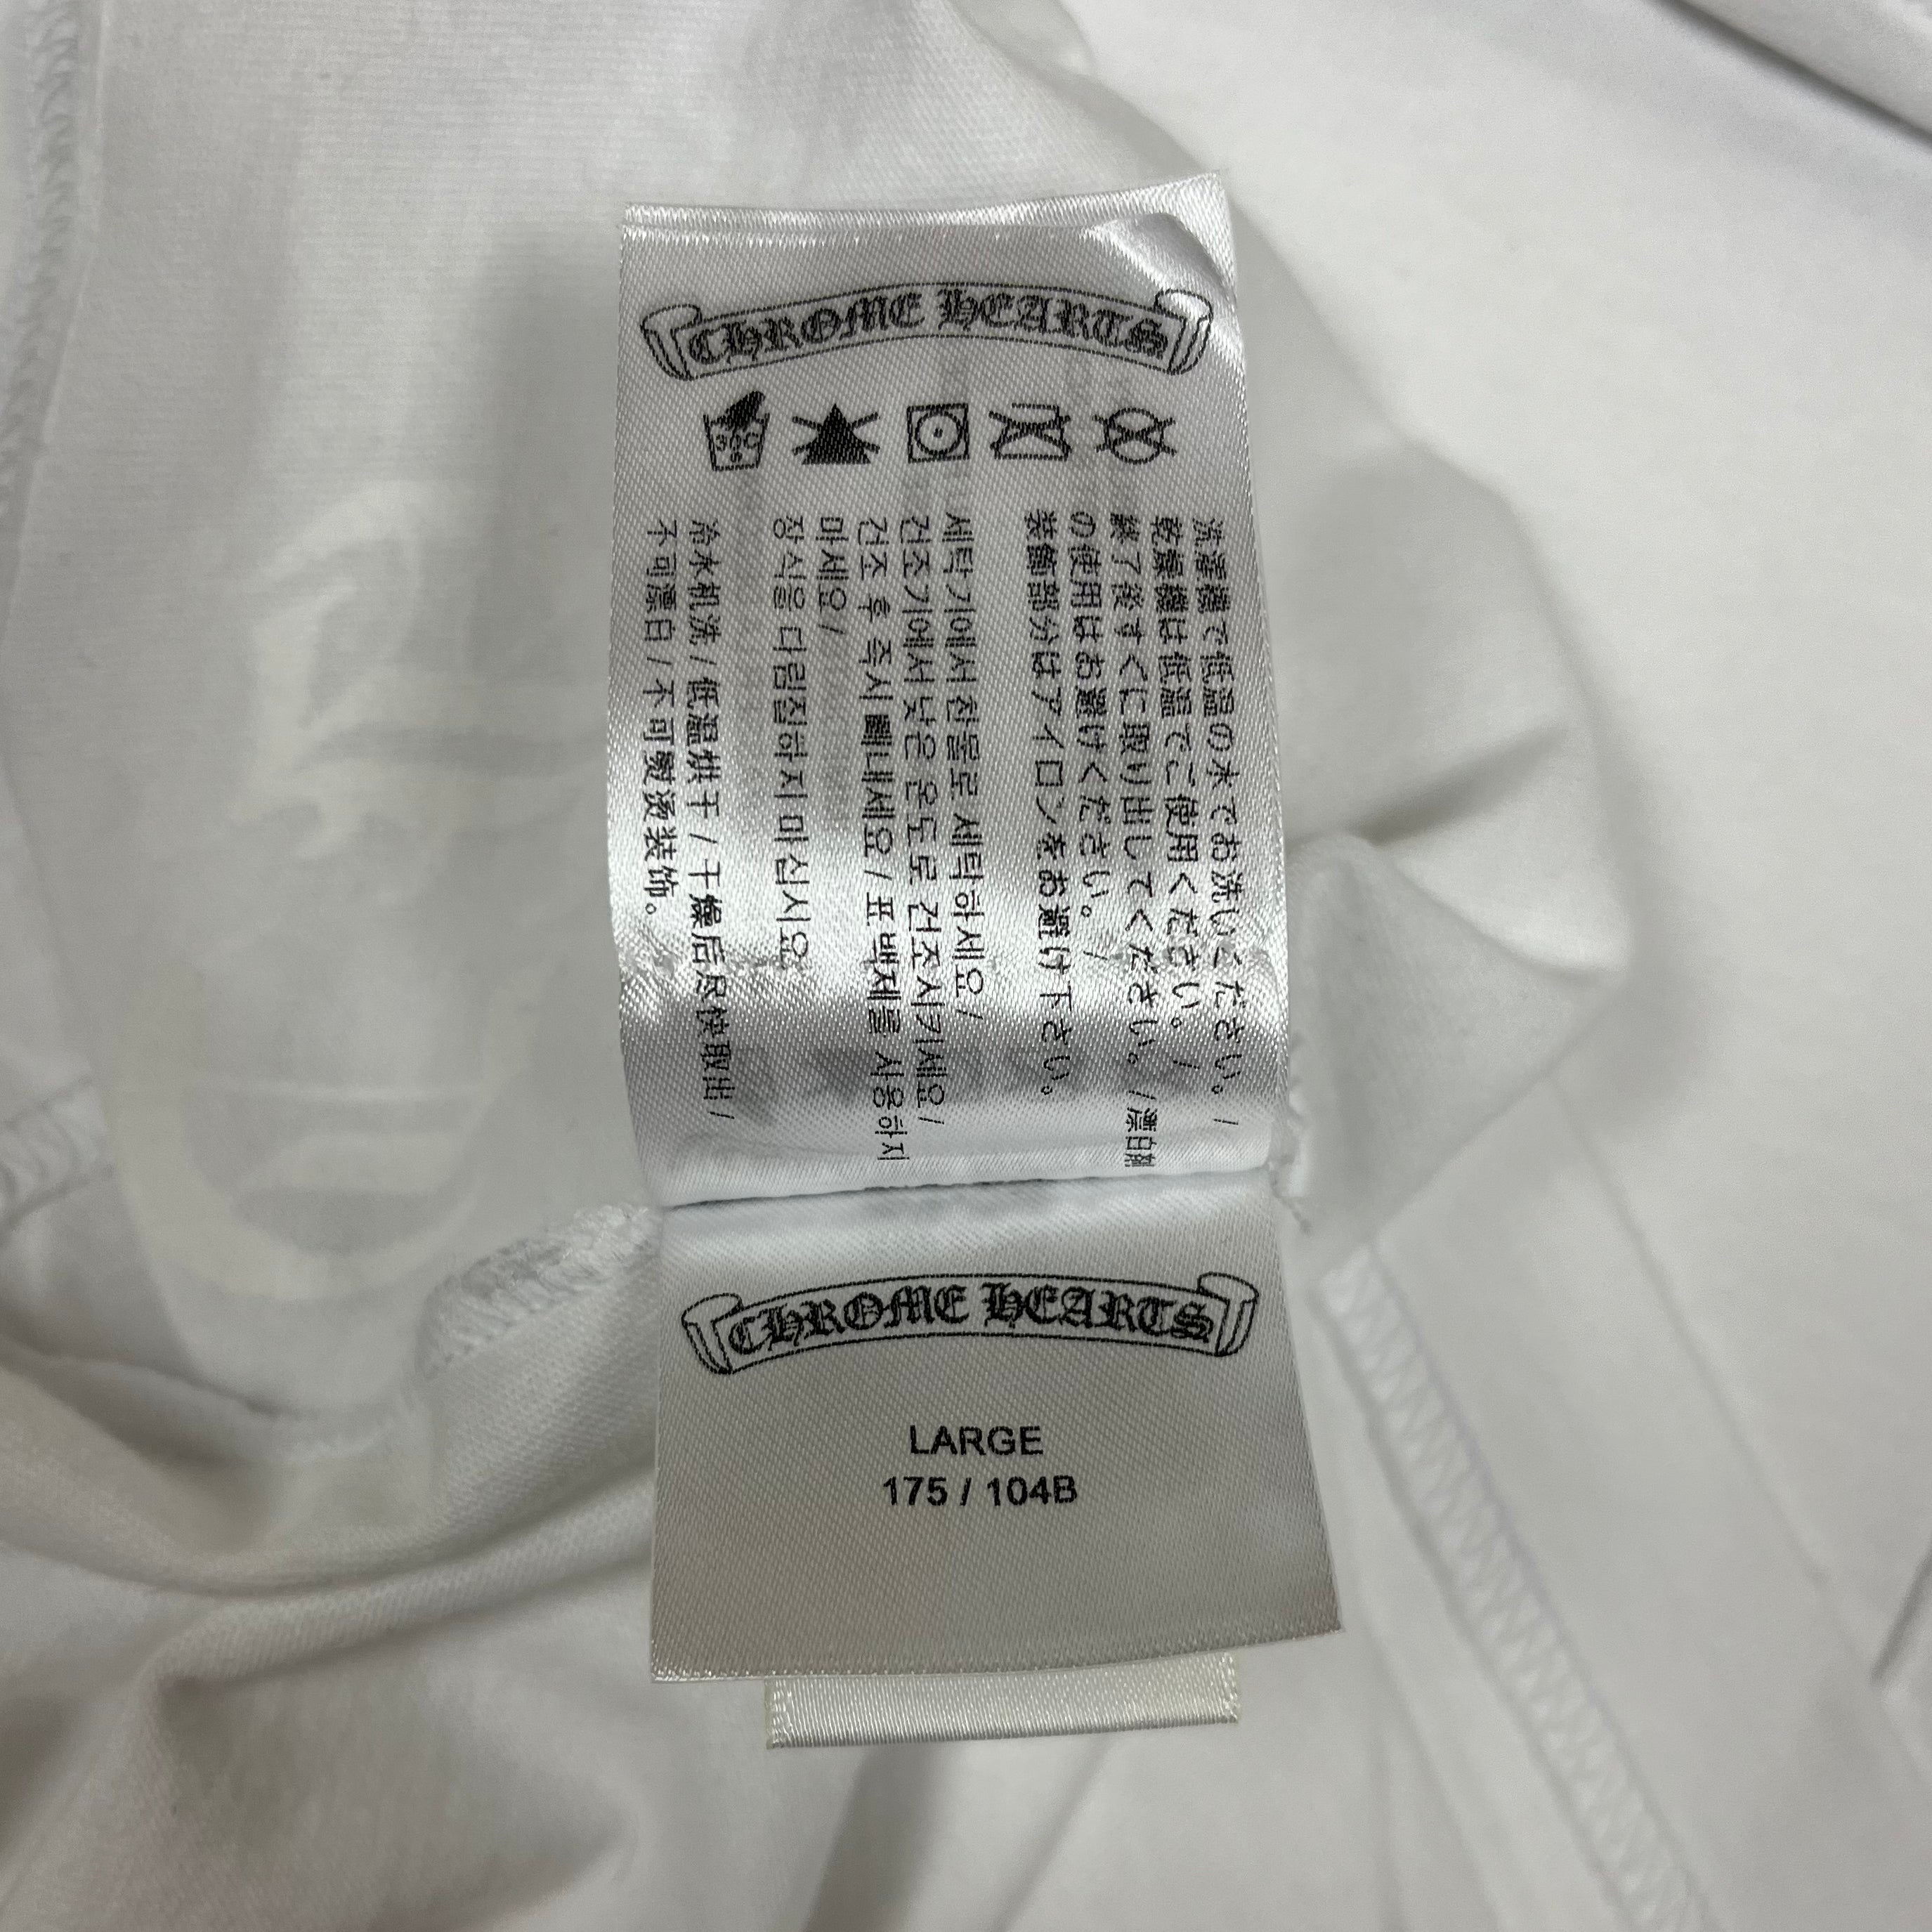 CHROME HEARTS
30C
洗濯機で低温の水でお洗いください。/
乾燥機は低温でご使用ください。/
終了後すぐに取り出してください。/ 漂白剤
の使用はお避けください。/
装飾部分はアイロンをお避け下さい。
세탁기에서 찬물로 세탁하세요 /
건조기에서 낮은 온도로 건조시키세요 /
건조 후 즉시 빼내세요 / 표백제를 사용하지
마세요 /
장식을 다림집하지 마십시요
冷水机洗 / 低温烘干 / 干燥后尽快取出 /
不可漂白 / 不可熨烫装饰。
CHROME HEARTS
LARGE
175 / 104B